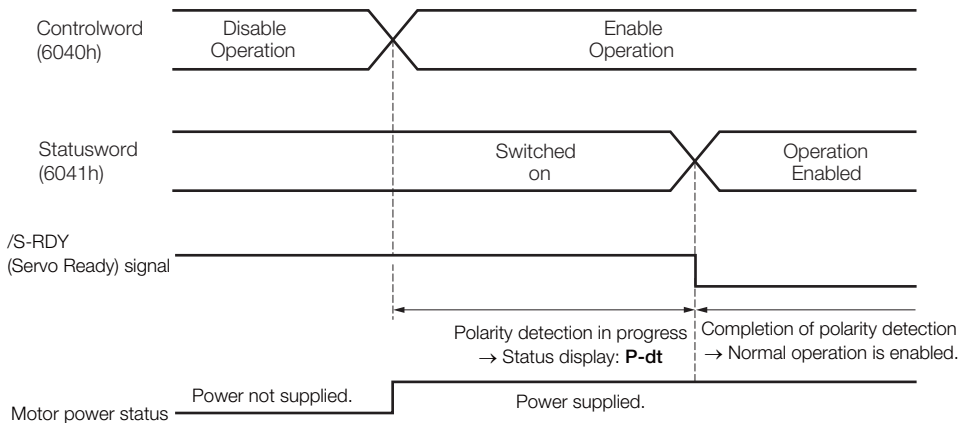 Controlword
(6040h)
Disable
Operation
Enable
Operation
Statusword
(6041h)
Switched
on
Operation
Enabled
/S-RDY
(Servo Ready) signal
Polarity detection in progress
→ Status display: P-dt
Completion of polarity detection
→ Normal operation is enabled.
Motor power status
Power not supplied.
Power supplied.